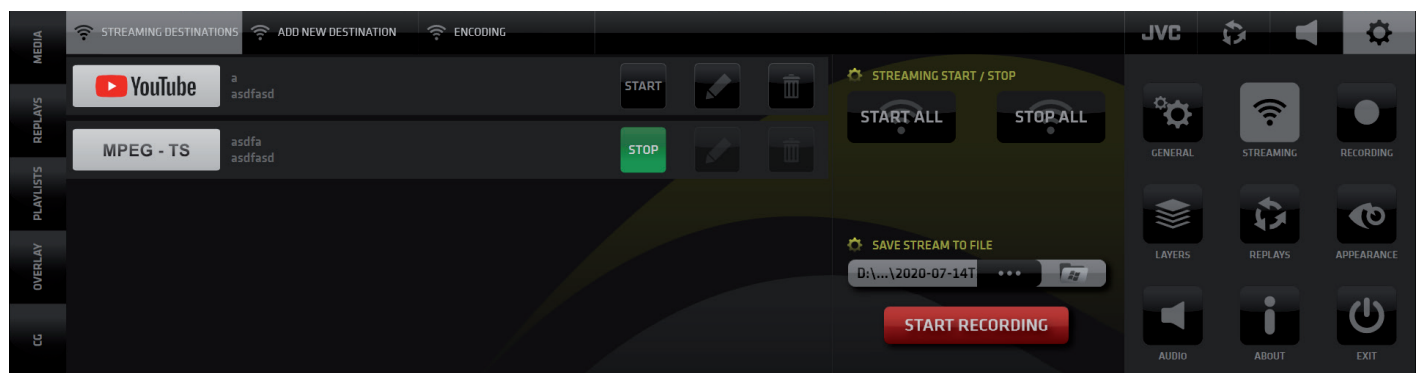 MEDIA
REPLAYS
PLAYLISTS
OVERLAY
CG
STREAMING DESTINATIONS
ADD NEW DESTINATION
ENCODING
YouTube
a
asdfasd
START
MPEG - TS
asdfa
asdfasd
STOP
STREAMING START / STOP
START ALL
STOP ALL
SAVE STREAM TO FILE
D:\...\2020-07-14T
START RECORDING
JVC
GENERAL
STREAMING
RECORDING
LAYERS
REPLAYS
APPEARANCE
AUDIO
ABOUT
EXIT